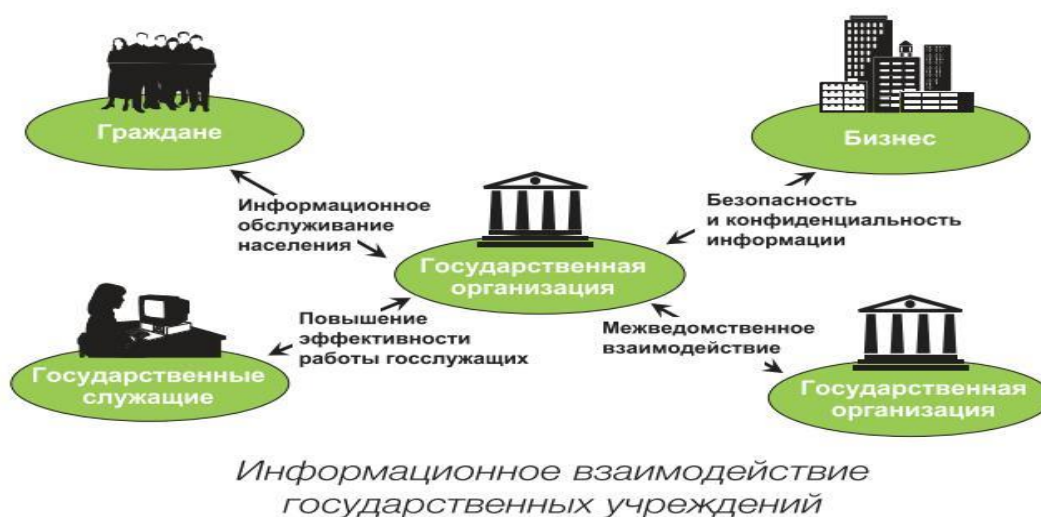 Граждане
Бизнес
Информационное
обслуживание
населения
Безопасность
и конфиденциальность
информации
Государственная
организация
Повышение
эффективности
работы госслужащих
Межведомственное
взаимодействие
Государственные
служащие
Государственная
организация
Информационное взаимодействие
государственных учреждений